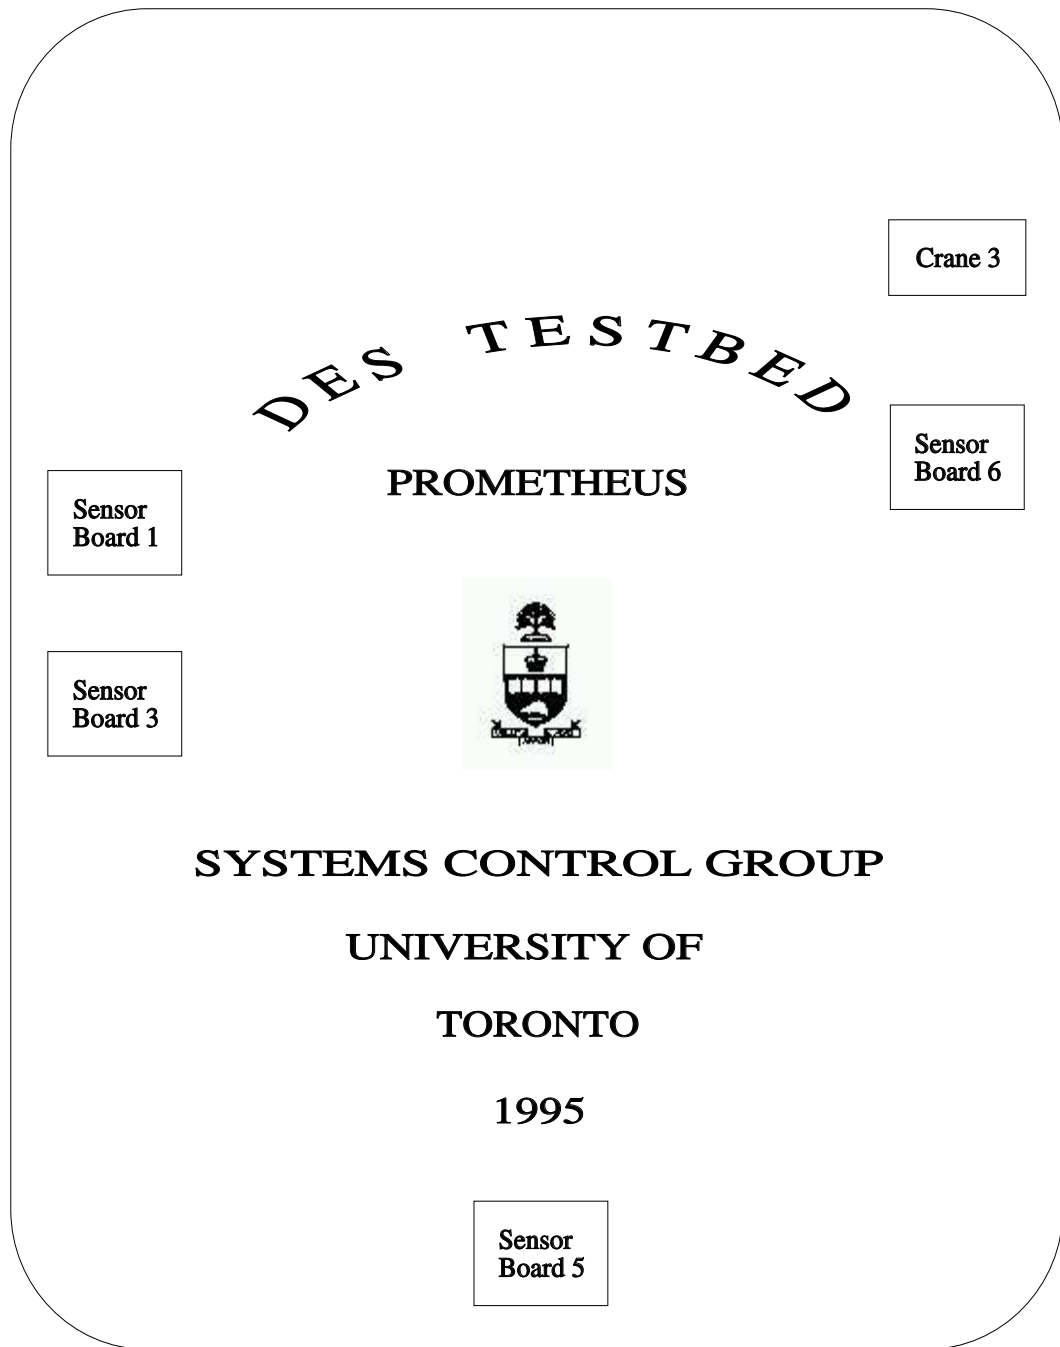 Crane 3
DES TESTBED
Sensor
Board 6
PROMETHEUS
Sensor
Board 1
Sensor
Board 3
SYSTEMS CONTROL GROUP
UNIVERSITY OF
TORONTO
1995
Sensor
Board 5